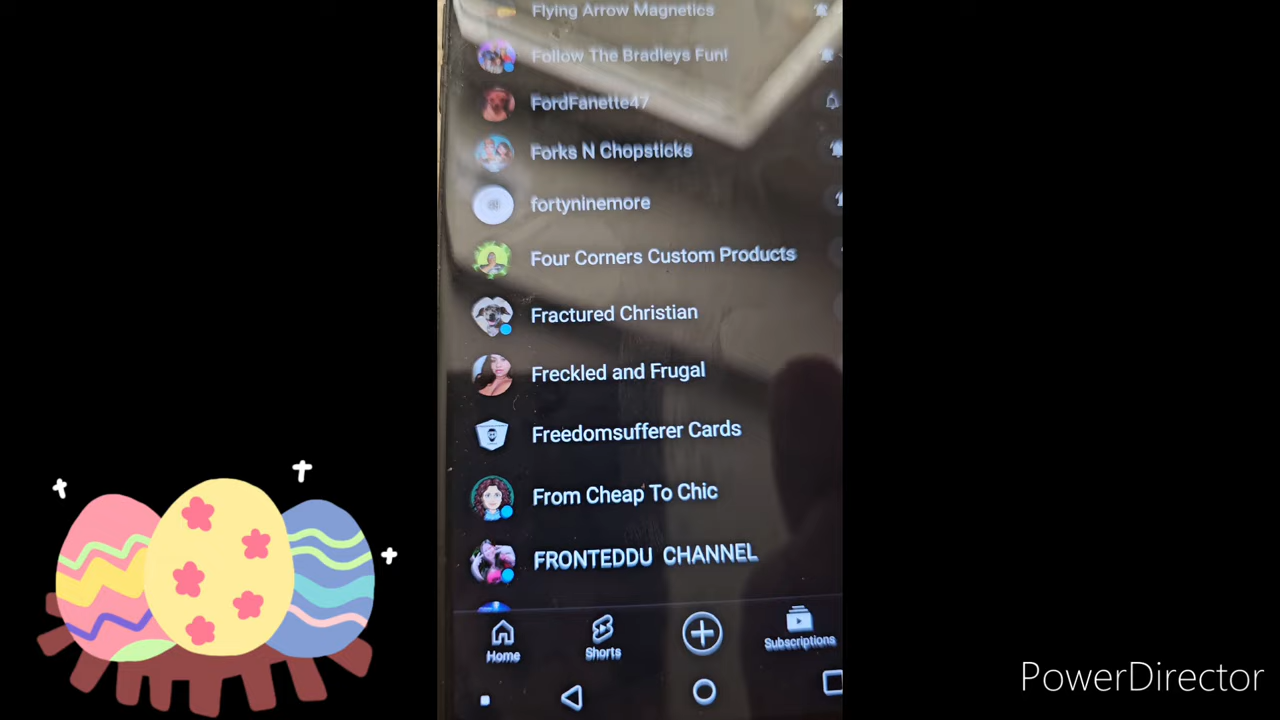 Flying Arrow Magnetics
Follow The Bradleys Fun!
FordFanette47
Forks N Chopsticks
fortyninemore
Four Corners Custom Products
Fractured Christian
Freckled and Frugal
Freedomsufferer Cards
From Cheap To Chic
FRONTEDDU CHANNEL
Home
Shorts
Subscriptions
PowerDirector